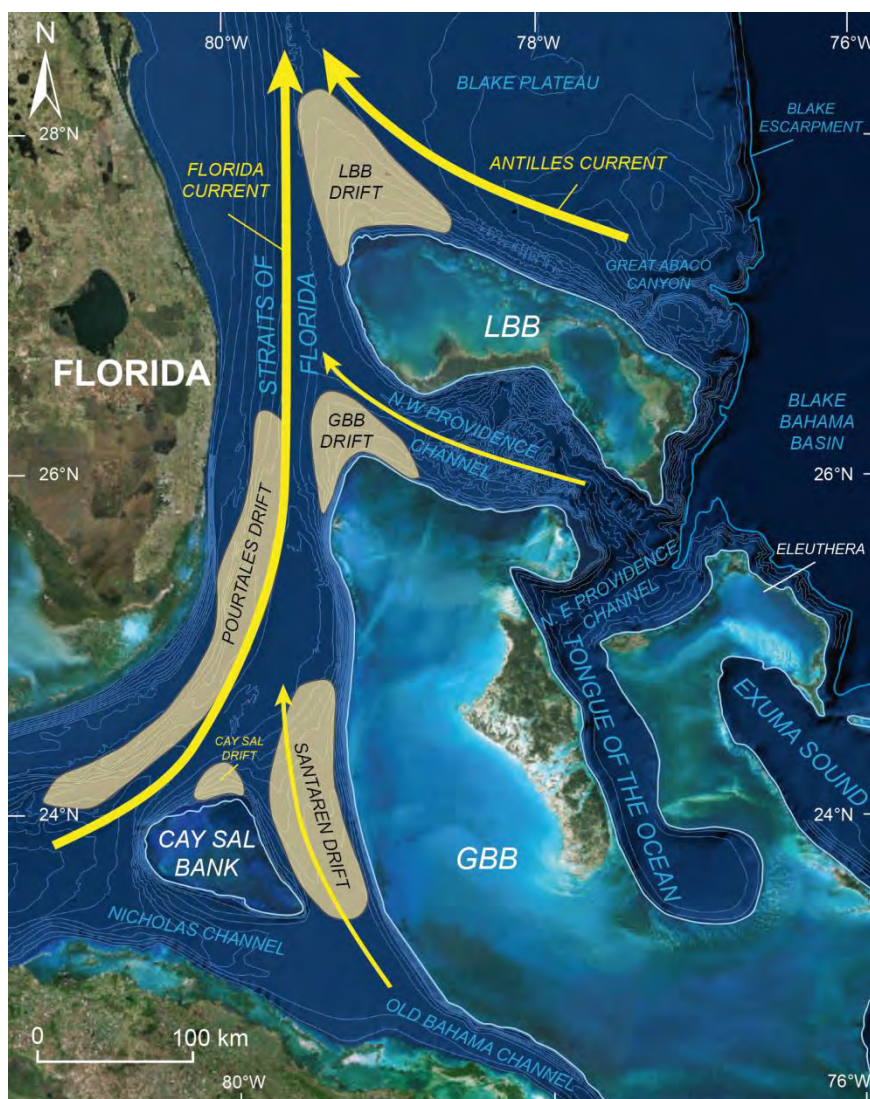 80°W
78°W
76°W
N
BLAKE PLATEAU
BLAKE
ESCARPMENT
28°N
28°N
FLORIDA
CURRENT
LBB
DRIFT
ANTILLES CURRENT
STRAITS OF
FLORIDA
GREAT ABACO
CANYON
LBB
FLORIDA
BLAKE
BAHAMA
BASIN
N.W PROVIDENCE
CHANNEL
GBB
DRIFT
26°N
26°N
POURTALES DRIFT
ELEUTHERA
N. E PROVIDENCE
CHANNEL
TONGUE OF THE OCEAN
EXUMA SOUND
CAY SAL
DRIFT
SANTAREN DRIFT
24°N
24°N
CAY SAL
BANK
GBB
NICHOLAS CHANNEL
OLD BAHAMA CHANNEL
0
100 km
80°W
76°W